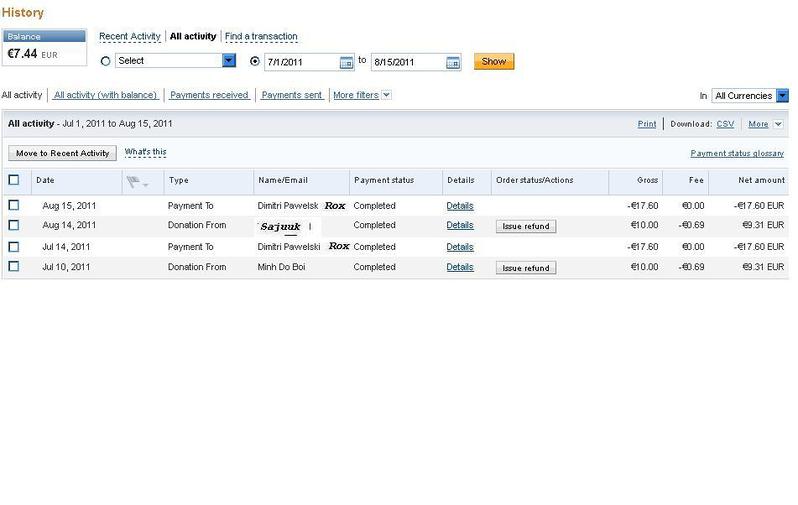 History
Balance
€7.44 EUR
Recent Activity All activity Find a transaction
Select 7/1/2011 to 8/15/2011 Show
All activity All activity (with balance) Payments received Payments sent More filters In All Currencies
All activity - Jul 1, 2011 to Aug 15, 2011 Print Download: CSV More
Move to Recent Activity What's this Payment status glossary
Date Type Name/Email Payment status Details Order status/Actions Gross Fee Net amount
Aug 15, 2011 Payment To Dimitri Pawelsk Rox Completed Details -€17.60 €0.00 -€17.60 EUR
Aug 14, 2011 Donation From Sajuuk Completed Details Issue refund €10.00 -€0.69 €9.31 EUR
Jul 14, 2011 Payment To Dimitri Pawelski Rox Completed Details -€17.60 €0.00 -€17.60 EUR
Jul 10, 2011 Donation From Minh Do Boi Completed Details Issue refund €10.00 -€0.69 €9.31 EUR